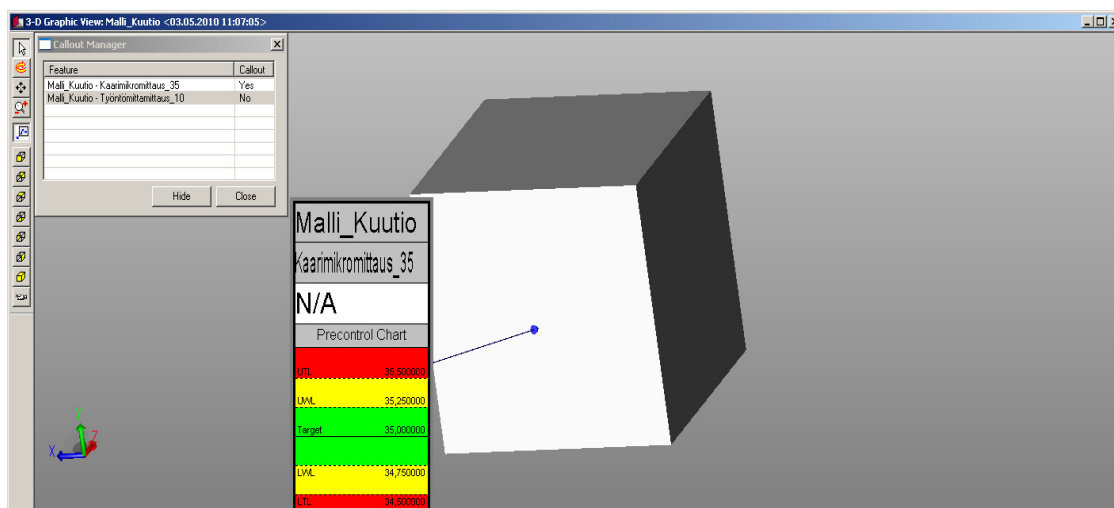 3-D Graphic View: Malli_Kuutio <03.05.2010 11:07:05>
Callout Manager
Feature Callout
Malli_Kuutio - Kaarimikromittaus_35 Yes
Malli_Kuutio - Työntömittamittaus_10 No
Hide Close
Malli_Kuutio
Kaarimikromittaus_35
N/A
Precontrol Chart
UTL 35,500000
UWL 35,250000
Target 35,000000
LWL 34,750000
LTL 34,500000
Y
Z
X